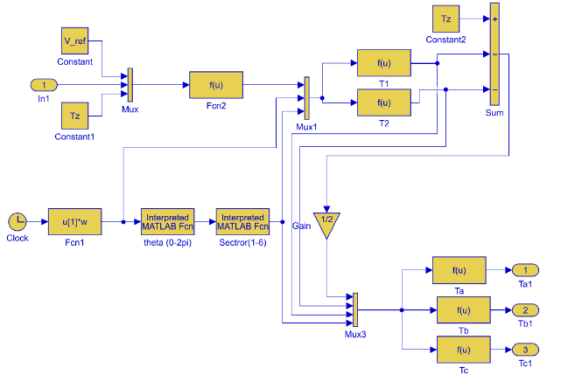 V_ref
Constant
1
In1
Tz
Constant1
Mux
f(u)
Fcn2
Mux1
f(u)
T1
f(u)
T2
Tz
Constant2
+
−
−
Sum
Clock
u[1]*w
Fcn1
Interpreted
MATLAB Fcn
theta (0-2pi)
Interpreted
MATLAB Fcn
Sectror(1-6)
1/2
Gain
Mux3
f(u)
Ta
1
Ta1
f(u)
Tb
2
Tb1
f(u)
Tc
3
Tc1